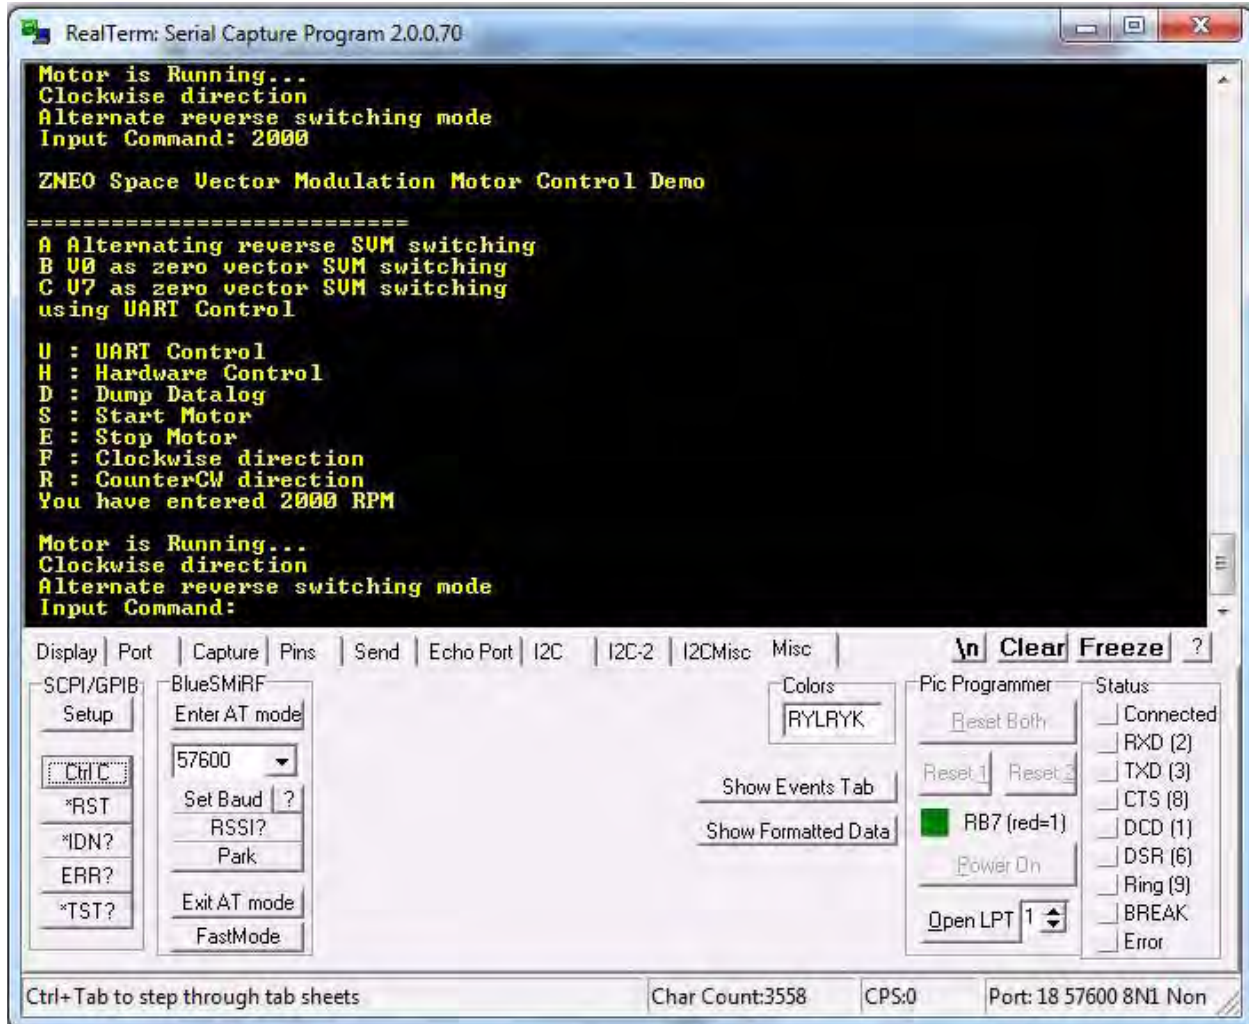 RealTerm: Serial Capture Program 2.0.0.70
Motor is Running...
Clockwise direction
Alternate reverse switching mode
Input Command: 2000
ZNEO Space Vector Modulation Motor Control Demo
============================
A Alternating reverse SVM switching
B V0 as zero vector SVM switching
C V7 as zero vector SVM switching
using UART Control
U : UART Control
H : Hardware Control
D : Dump Datalog
S : Start Motor
E : Stop Motor
F : Clockwise direction
R : CounterCW direction
You have entered 2000 RPM
Motor is Running...
Clockwise direction
Alternate reverse switching mode
Input Command:
Display Port Capture Pins Send Echo Port I2C I2C-2 I2CMisc Misc \n Clear Freeze ?
SCPI/GPIB
Setup
Ctrl C
*RST
*IDN?
ERR?
*TST?
BlueSMiRF
Enter AT mode
57600
Set Baud ?
RSSI?
Park
Exit AT mode
FastMode
Colors
RYLRYK
Show Events Tab
Show Formatted Data
Pic Programmer
Reset Both
Reset 1 Reset 2
RB7 (red=1)
Power On
Open LPT 1
Status
Connected
RXD (2)
TXD (3)
CTS (8)
DCD (1)
DSR (6)
Ring (9)
BREAK
Error
Ctrl+Tab to step through tab sheets Char Count:3558 CPS:0 Port: 18 57600 8N1 Non